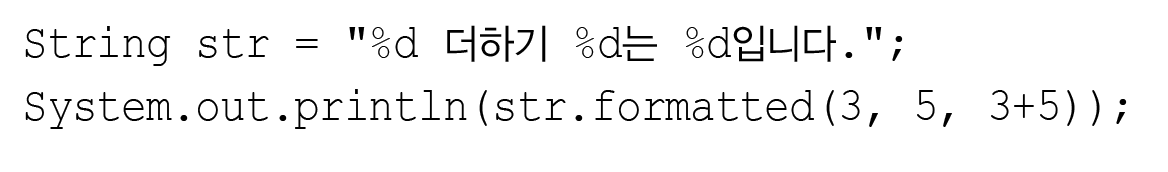 String str = "%d 더하기 %d는 %d입니다.";
System.out.println(str.formatted(3, 5, 3+5));